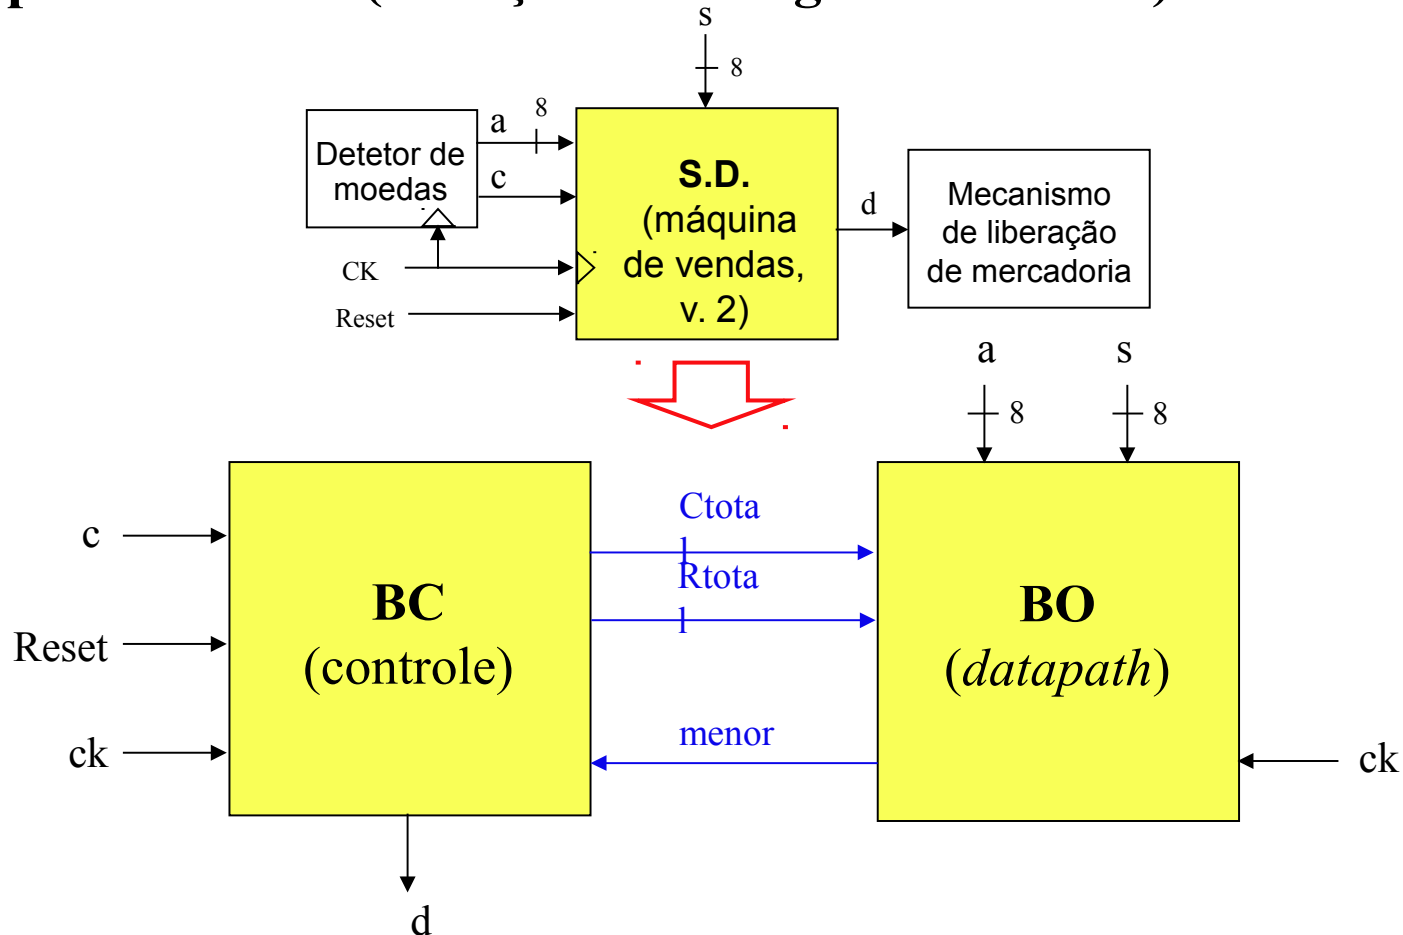 s
8
a
8
Detetor de
moedas
c
S.D.
(máquina
de vendas,
v. 2)
d
Mecanismo
de liberação
de mercadoria
CK
Reset
a
s
8
8
Ctota
l
Rtota
l
c
BC
(controle)
BO
(datapath)
Reset
menor
ck
ck
d